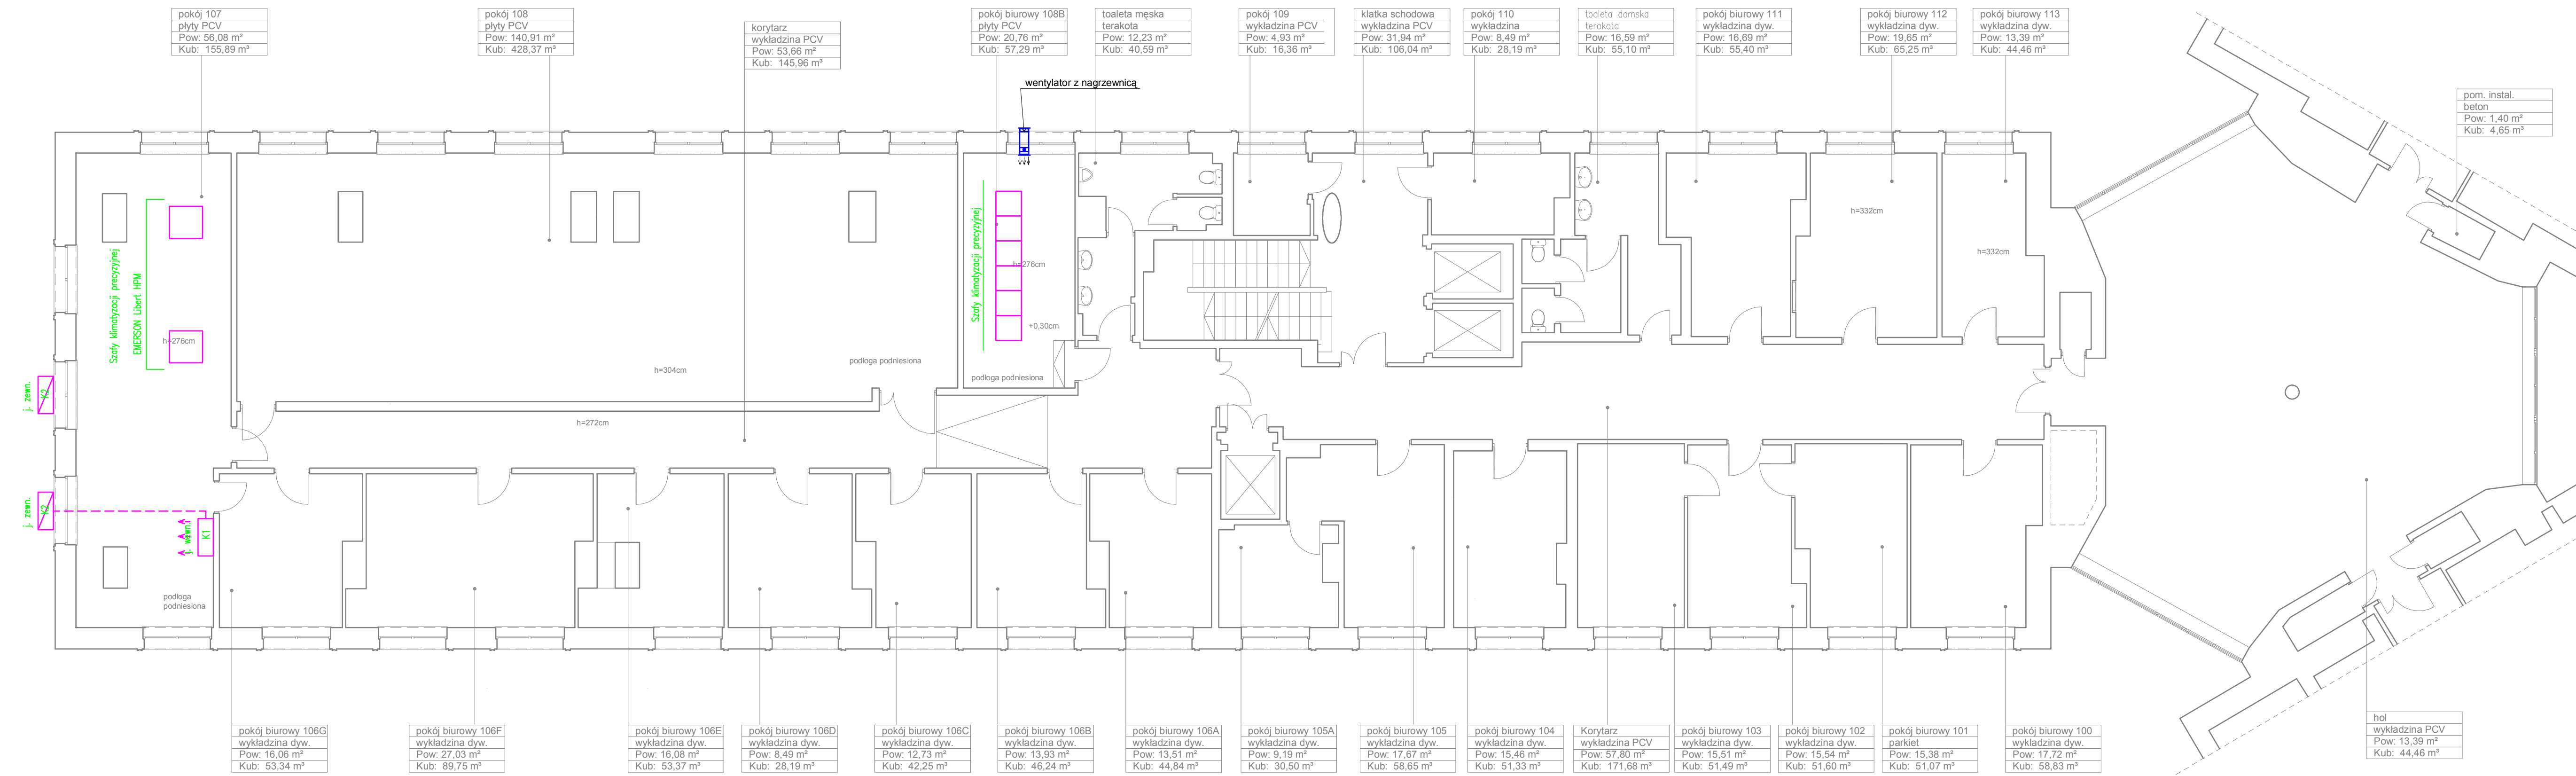 pokój 107
płyty PCV
Pow: 56,08 m²
Kub: 155,89 m³
pokój 108
płyty PCV
Pow: 140,91 m²
Kub: 428,37 m³
korytarz
wykładzina PCV
Pow: 53,66 m²
Kub: 145,96 m³
pokój biurowy 108B
płyty PCV
Pow: 20,76 m²
Kub: 57,29 m³
toaleta męska
terakota
Pow: 12,23 m²
Kub: 40,59 m³
pokój 109
wykładzina PCV
Pow: 4,93 m²
Kub: 16,36 m³
klatka schodowa
wykładzina PCV
Pow: 31,94 m²
Kub: 106,04 m³
pokój 110
wykładzina
Pow: 8,49 m²
Kub: 28,19 m³
toaleta damska
terakota
Pow: 16,59 m²
Kub: 55,10 m³
pokój biurowy 111
wykładzina dyw.
Pow: 16,69 m²
Kub: 55,40 m³
pokój biurowy 112
wykładzina dyw.
Pow: 19,65 m²
Kub: 65,25 m³
pokój biurowy 113
wykładzina dyw.
Pow: 13,39 m²
Kub: 44,46 m³
pom. instal.
beton
Pow: 1,40 m²
Kub: 4,65 m³
wentylator z nagrzewnicą
Szafy klimatyzacji precyzyjnej
EMERSON Libert HPM
h=276cm
h=304cm
h=272cm
podłoga podniesiona
Szafy klimatyzacji precyzyjnej
h=276cm
+0,30cm
podłoga podniesiona
h=332cm
h=332cm
j. zewn.
K2
j. zewn.
K2
j. wewn.
K1
podłoga
podniesiona
pokój biurowy 106G
wykładzina dyw.
Pow: 16,06 m²
Kub: 53,34 m³
pokój biurowy 106F
wykładzina dyw.
Pow: 27,03 m²
Kub: 89,75 m³
pokój biurowy 106E
wykładzina dyw.
Pow: 16,08 m²
Kub: 53,37 m³
pokój biurowy 106D
wykładzina dyw.
Pow: 8,49 m²
Kub: 28,19 m³
pokój biurowy 106C
wykładzina dyw.
Pow: 12,73 m²
Kub: 42,25 m³
pokój biurowy 106B
wykładzina dyw.
Pow: 13,93 m²
Kub: 46,24 m³
pokój biurowy 106A
wykładzina dyw.
Pow: 13,51 m²
Kub: 44,84 m³
pokój biurowy 105A
wykładzina dyw.
Pow: 9,19 m²
Kub: 30,50 m³
pokój biurowy 105
wykładzina dyw.
Pow: 17,67 m²
Kub: 58,65 m³
pokój biurowy 104
wykładzina dyw.
Pow: 15,46 m²
Kub: 51,33 m³
Korytarz
wykładzina PCV
Pow: 57,80 m²
Kub: 171,68 m³
pokój biurowy 103
wykładzina dyw.
Pow: 15,51 m²
Kub: 51,49 m³
pokój biurowy 102
wykładzina dyw.
Pow: 15,54 m²
Kub: 51,60 m³
pokój biurowy 101
parkiet
Pow: 15,38 m²
Kub: 51,07 m³
pokój biurowy 100
wykladzina dyw.
Pow: 17,72 m²
Kub: 58,83 m³
hol
wykładzina PCV
Pow: 13,39 m²
Kub: 44,46 m³